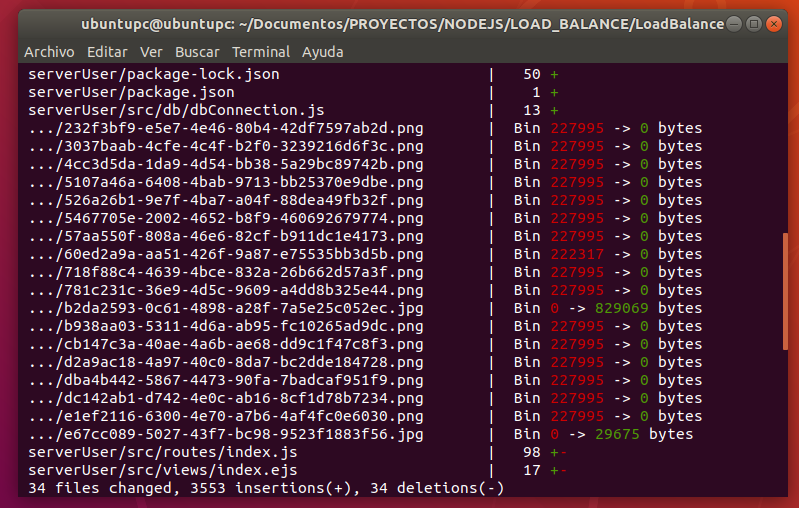 ubuntupc@ubuntupc: ~/Documentos/PROYECTOS/NODEJS/LOAD_BALANCE/LoadBalance
Archivo Editar Ver Buscar Terminal Ayuda
serverUser/package-lock.json | 50 +
serverUser/package.json | 1 +
serverUser/src/db/dbConnection.js | 13 +
.../232f3bf9-e5e7-4e46-80b4-42df7597ab2d.png | Bin 227995 -> 0 bytes
.../3037baab-4cfe-4c4f-b2f0-3239216d6f3c.png | Bin 227995 -> 0 bytes
.../4cc3d5da-1da9-4d54-bb38-5a29bc89742b.png | Bin 227995 -> 0 bytes
.../5107a46a-6408-4bab-9713-bb25370e9dbe.png | Bin 227995 -> 0 bytes
.../526a26b1-9e7f-4ba7-a04f-88dea49fb32f.png | Bin 227995 -> 0 bytes
.../5467705e-2002-4652-b8f9-460692679774.png | Bin 227995 -> 0 bytes
.../57aa550f-808a-46e6-82cf-b911dc1e4173.png | Bin 227995 -> 0 bytes
.../60ed2a9a-aa51-426f-9a87-e75535bb3d5b.png | Bin 222317 -> 0 bytes
.../718f88c4-4639-4bce-832a-26b662d57a3f.png | Bin 227995 -> 0 bytes
.../781c231c-36e9-4d5c-9609-a4dd8b325e44.png | Bin 227995 -> 0 bytes
.../b2da2593-0c61-4898-a28f-7a5e25c052ec.jpg | Bin 0 -> 829069 bytes
.../b938aa03-5311-4d6a-ab95-fc10265ad9dc.png | Bin 227995 -> 0 bytes
.../cb147c3a-40ae-4a6b-ae68-dd9c1f47c8f3.png | Bin 227995 -> 0 bytes
.../d2a9ac18-4a97-40c0-8da7-bc2dde184728.png | Bin 227995 -> 0 bytes
.../dba4b442-5867-4473-90fa-7badcaf951f9.png | Bin 227995 -> 0 bytes
.../dc142ab1-d742-4e0c-ab16-8cf1d78b7234.png | Bin 227995 -> 0 bytes
.../e1ef2116-6300-4e70-a7b6-4af4fc0e6030.png | Bin 227995 -> 0 bytes
.../e67cc089-5027-43f7-bc98-9523f1883f56.jpg | Bin 0 -> 29675 bytes
serverUser/src/routes/index.js | 98 +-
serverUser/src/views/index.ejs | 17 +-
34 files changed, 3553 insertions(+), 34 deletions(-)